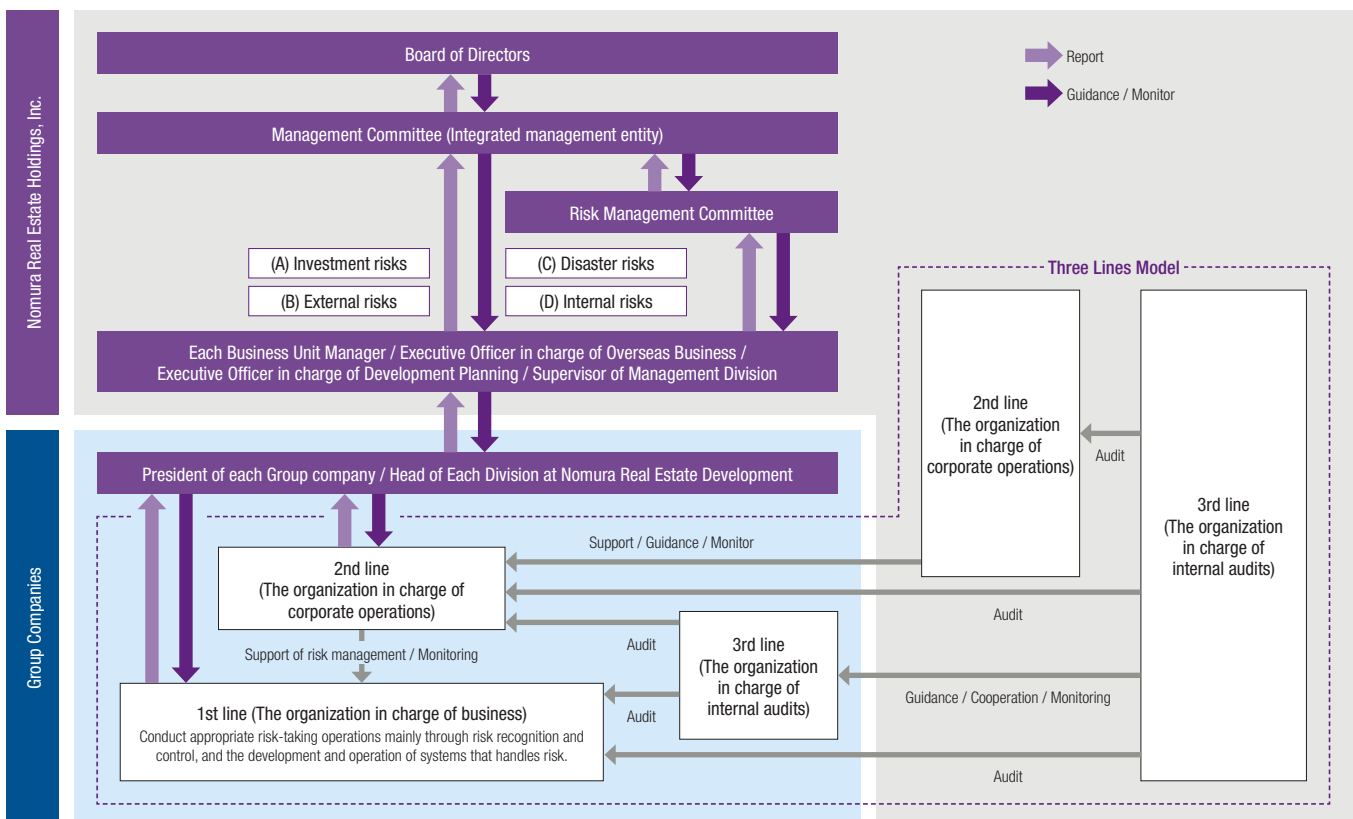 Nomura Real Estate Holdings, Inc.
Board of Directors
Report
Guidance / Monitor
Management Committee (Integrated management entity)
Risk Management Committee
(A) Investment risks
(B) External risks
(C) Disaster risks
(D) Internal risks
Each Business Unit Manager / Executive Officer in charge of Overseas Business /
Executive Officer in charge of Development Planning / Supervisor of Management Division
Three Lines Model
2nd line
(The organization
in charge of
corporate operations)
Audit
3rd line
(The organization
in charge of
internal audits)
Group Companies
President of each Group company / Head of Each Division at Nomura Real Estate Development
Support / Guidance / Monitor
2nd line
(The organization in charge of
corporate operations)
Audit
Audit
3rd line
(The organization
in charge of
internal audits)
Support of risk management / Monitoring
Guidance / Cooperation / Monitoring
1st line (The organization in charge of business)
Conduct appropriate risk-taking operations mainly through risk recognition and
control, and the development and operation of systems that handles risk.
Audit
Audit